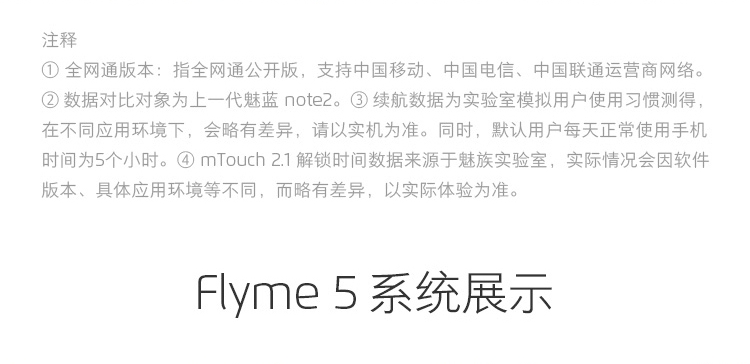 注释
① 全网通版本：指全网通公开版，支持中国移动、中国电信、中国联通运营商网络。
② 数据对比对象为上一代魅蓝 note2。③ 续航数据为实验室模拟用户使用习惯测得，
在不同应用环境下，会略有差异，请以实机为准。同时，默认用户每天正常使用手机
时间为5个小时。④ mTouch 2.1 解锁时间数据来源于魅族实验室，实际情况会因软件
版本、具体应用环境等不同，而略有差异，以实际体验为准。
Flyme 5 系统展示